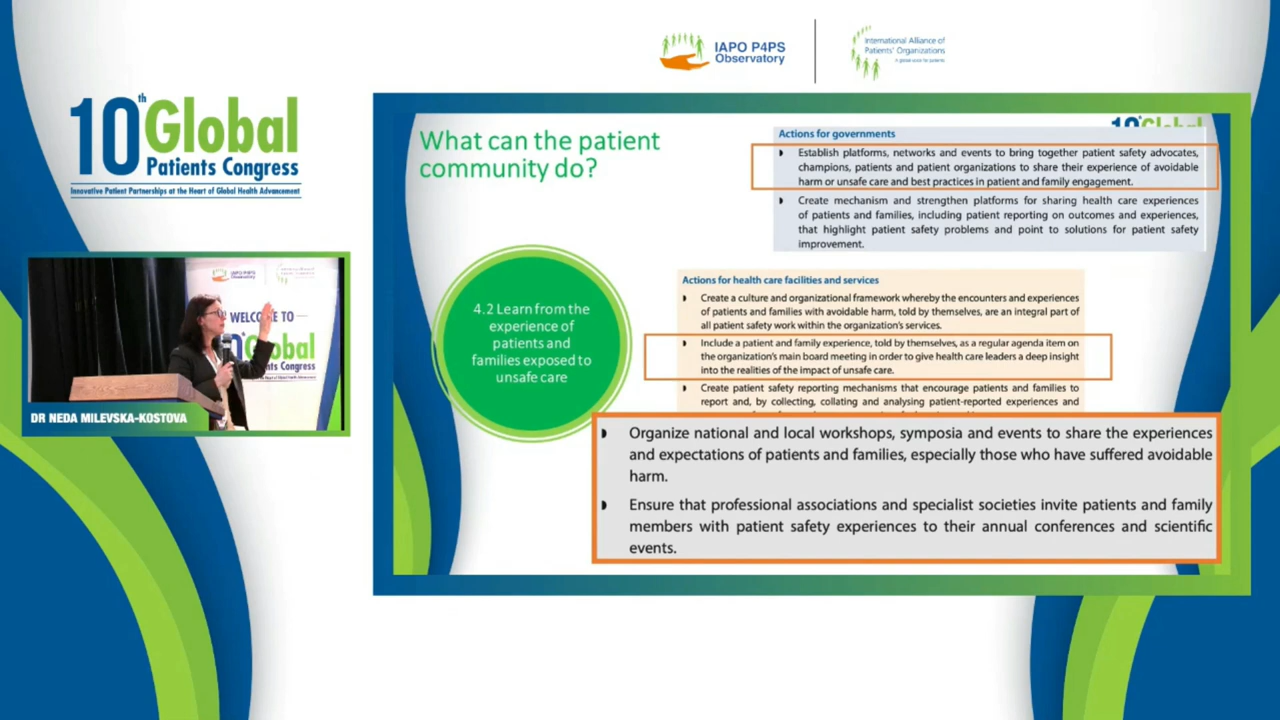 IAPO P4PS
Observatory
International Alliance of
Patients' Organizations
A global voice for patients
10th Global
Patients Congress
Innovative Patient Partnerships at the Heart of Global Health Advancement
What can the patient
community do?
4.2 Learn from the
experience of
patients and
families exposed to
unsafe care
Actions for governments
Establish platforms, networks and events to bring together patient safety advocates,
champions, patients and patient organizations to share their experience of avoidable
harm or unsafe care and best practices in patient and family engagement.
Create mechanism and strengthen platforms for sharing health care experiences
of patients and families, including patient reporting on outcomes and experiences,
that highlight patient safety problems and point to solutions for patient safety
improvement.
Actions for health care facilities and services
Create a culture and organizational framework whereby the encounters and experiences
of patients and families with avoidable harm, told by themselves, are an integral part of
all patient safety work within the organization's services.
Include a patient and family experience, told by themselves, as a regular agenda item on
the organization's main board meeting in order to give health care leaders a deep insight
into the realities of the impact of unsafe care.
Create patient safety reporting mechanisms that encourage patients and families to
report and, by collecting, collating and analysing patient-reported experiences and
Organize national and local workshops, symposia and events to share the experiences
and expectations of patients and families, especially those who have suffered avoidable
harm.
Ensure that professional associations and specialist societies invite patients and family
members with patient safety experiences to their annual conferences and scientific
events.
IAPO P4PS
Observatory
WELCOME TO
Global
Congress
DR NEDA MILEVSKA-KOSTOVA